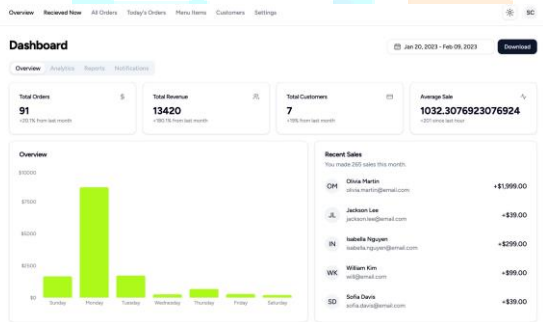 Overview Recieved Now All Orders Today's Orders Menu Items Customers Settings SC
Dashboard
Jan 20, 2023 - Feb 09, 2023 Download
Overview Analytics Reports Notifications
Total Orders $
91
+20.1% from last month
Total Revenue
13420
+180.1% from last month
Total Customers
7
+19% from last month
Average Sale
1032.3076923076924
+201 since last hour
Overview
$10000
$7500
$5000
$2500
$0
Sunday Monday Tuesday Wednesday Thursday Friday Saturday
Recent Sales
You made 265 sales this month.
OM Olivia Martin +$1,999.00
olivia.martin@email.com
JL Jackson Lee +$39.00
jackson.lee@email.com
IN Isabella Nguyen +$299.00
isabella.nguyen@email.com
WK William Kim +$99.00
will@email.com
SD Sofia Davis +$39.00
sofia.davis@email.com